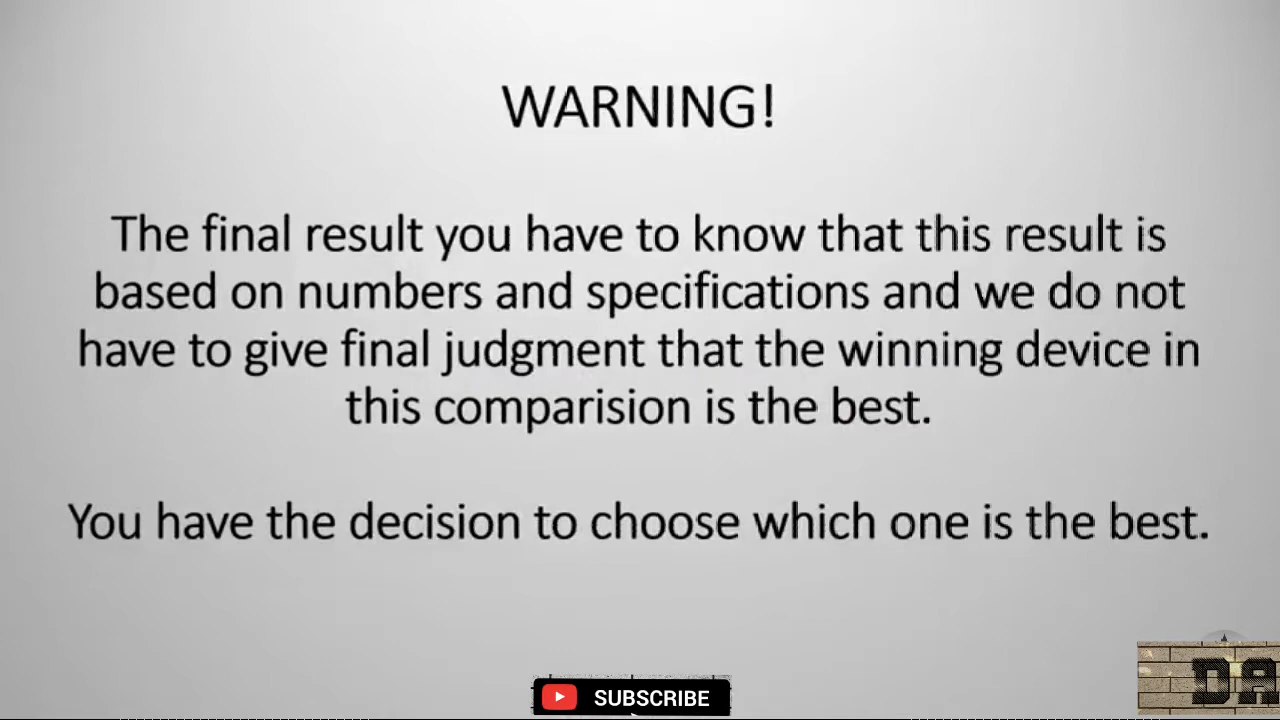 WARNING!
The final result you have to know that this result is
based on numbers and specifications and we do not
have to give final judgment that the winning device in
this comparision is the best.
You have the decision to choose which one is the best.
SUBSCRIBE
DA